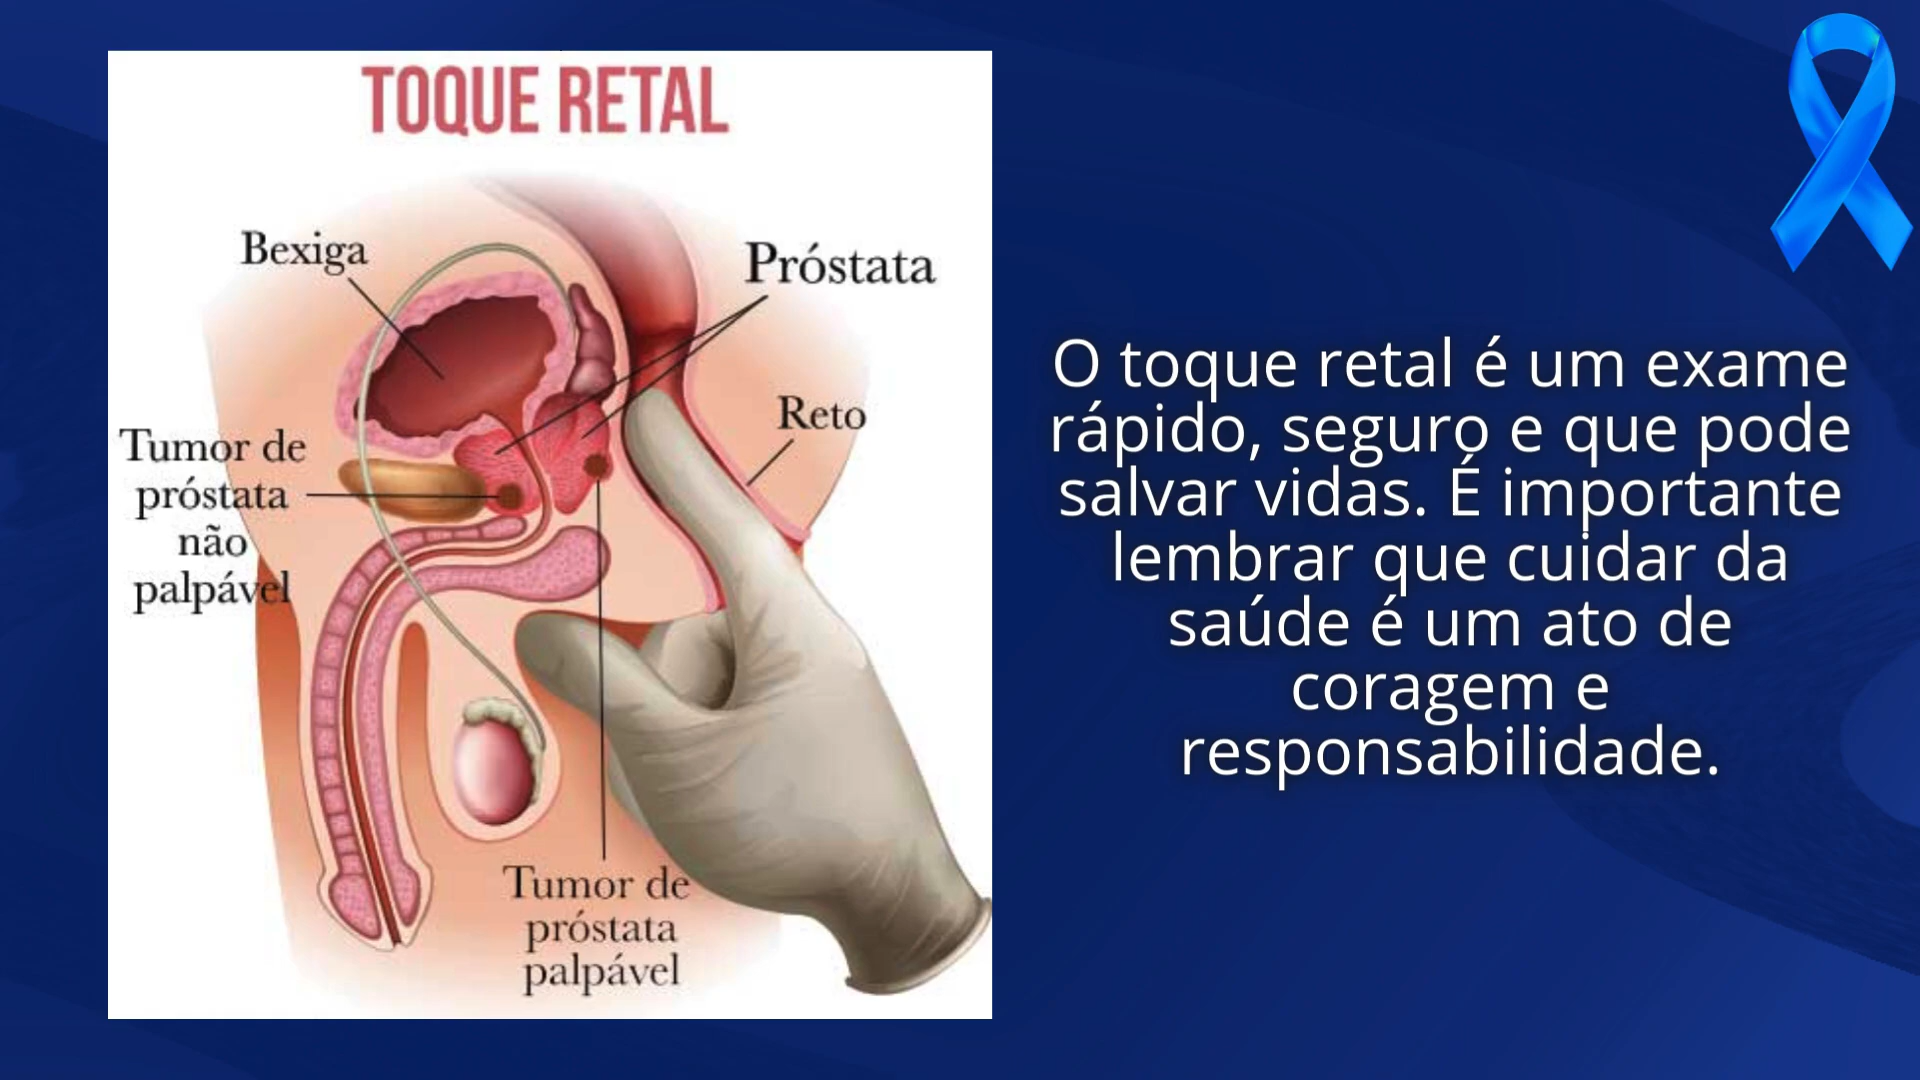 TOQUE RETAL
Bexiga
Próstata
Reto
Tumor de
próstata
não
palpável
Tumor de
próstata
palpável
O toque retal é um exame
rápido, seguro e que pode
salvar vidas. É importante
lembrar que cuidar da
saúde é um ato de
coragem e
responsabilidade.